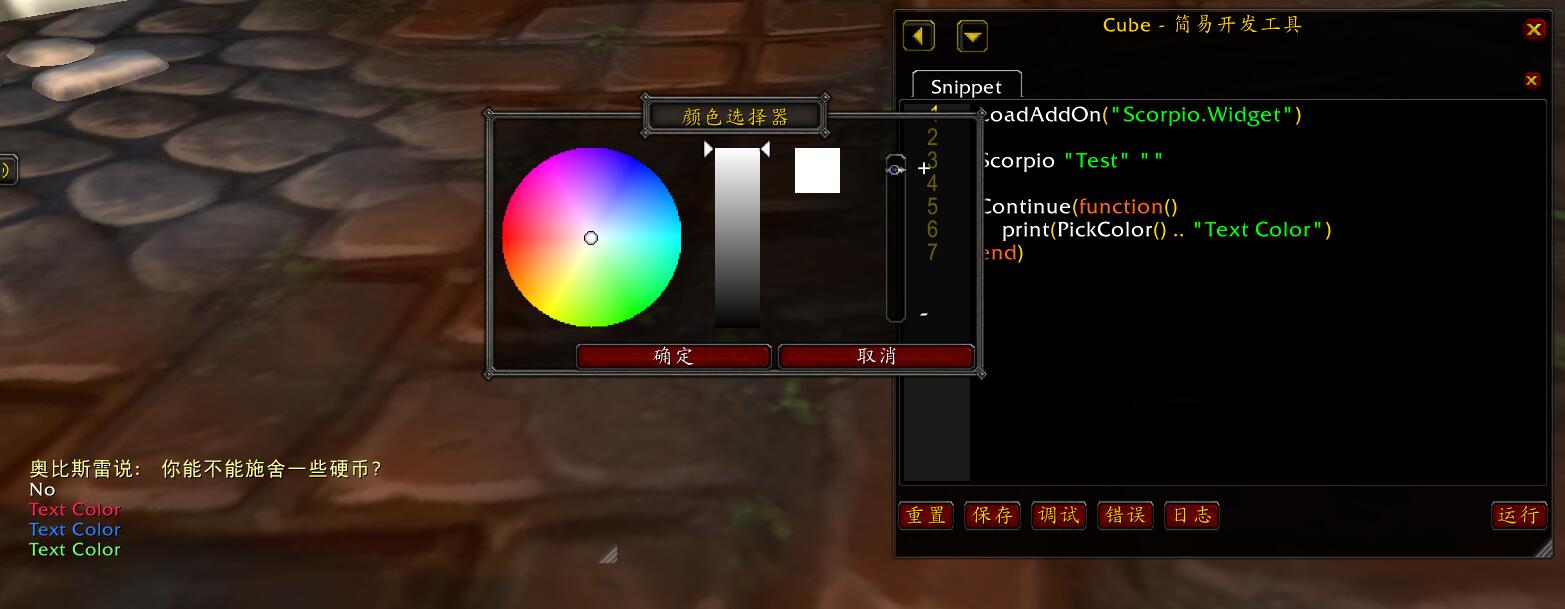 Cube - 简易开发工具
Snippet
颜色选择器
1 LoadAddOn("Scorpio.Widget")
2
3 Scorpio "Test" ""
4
5 Continue(function()
6 print(PickColor() .. "Text Color")
7 end)
+
-
确定 取消
奥比斯雷说： 你能不能施舍一些硬币？
No
Text Color
Text Color
Text Color
重置 保存 调试 错误 日志 运行